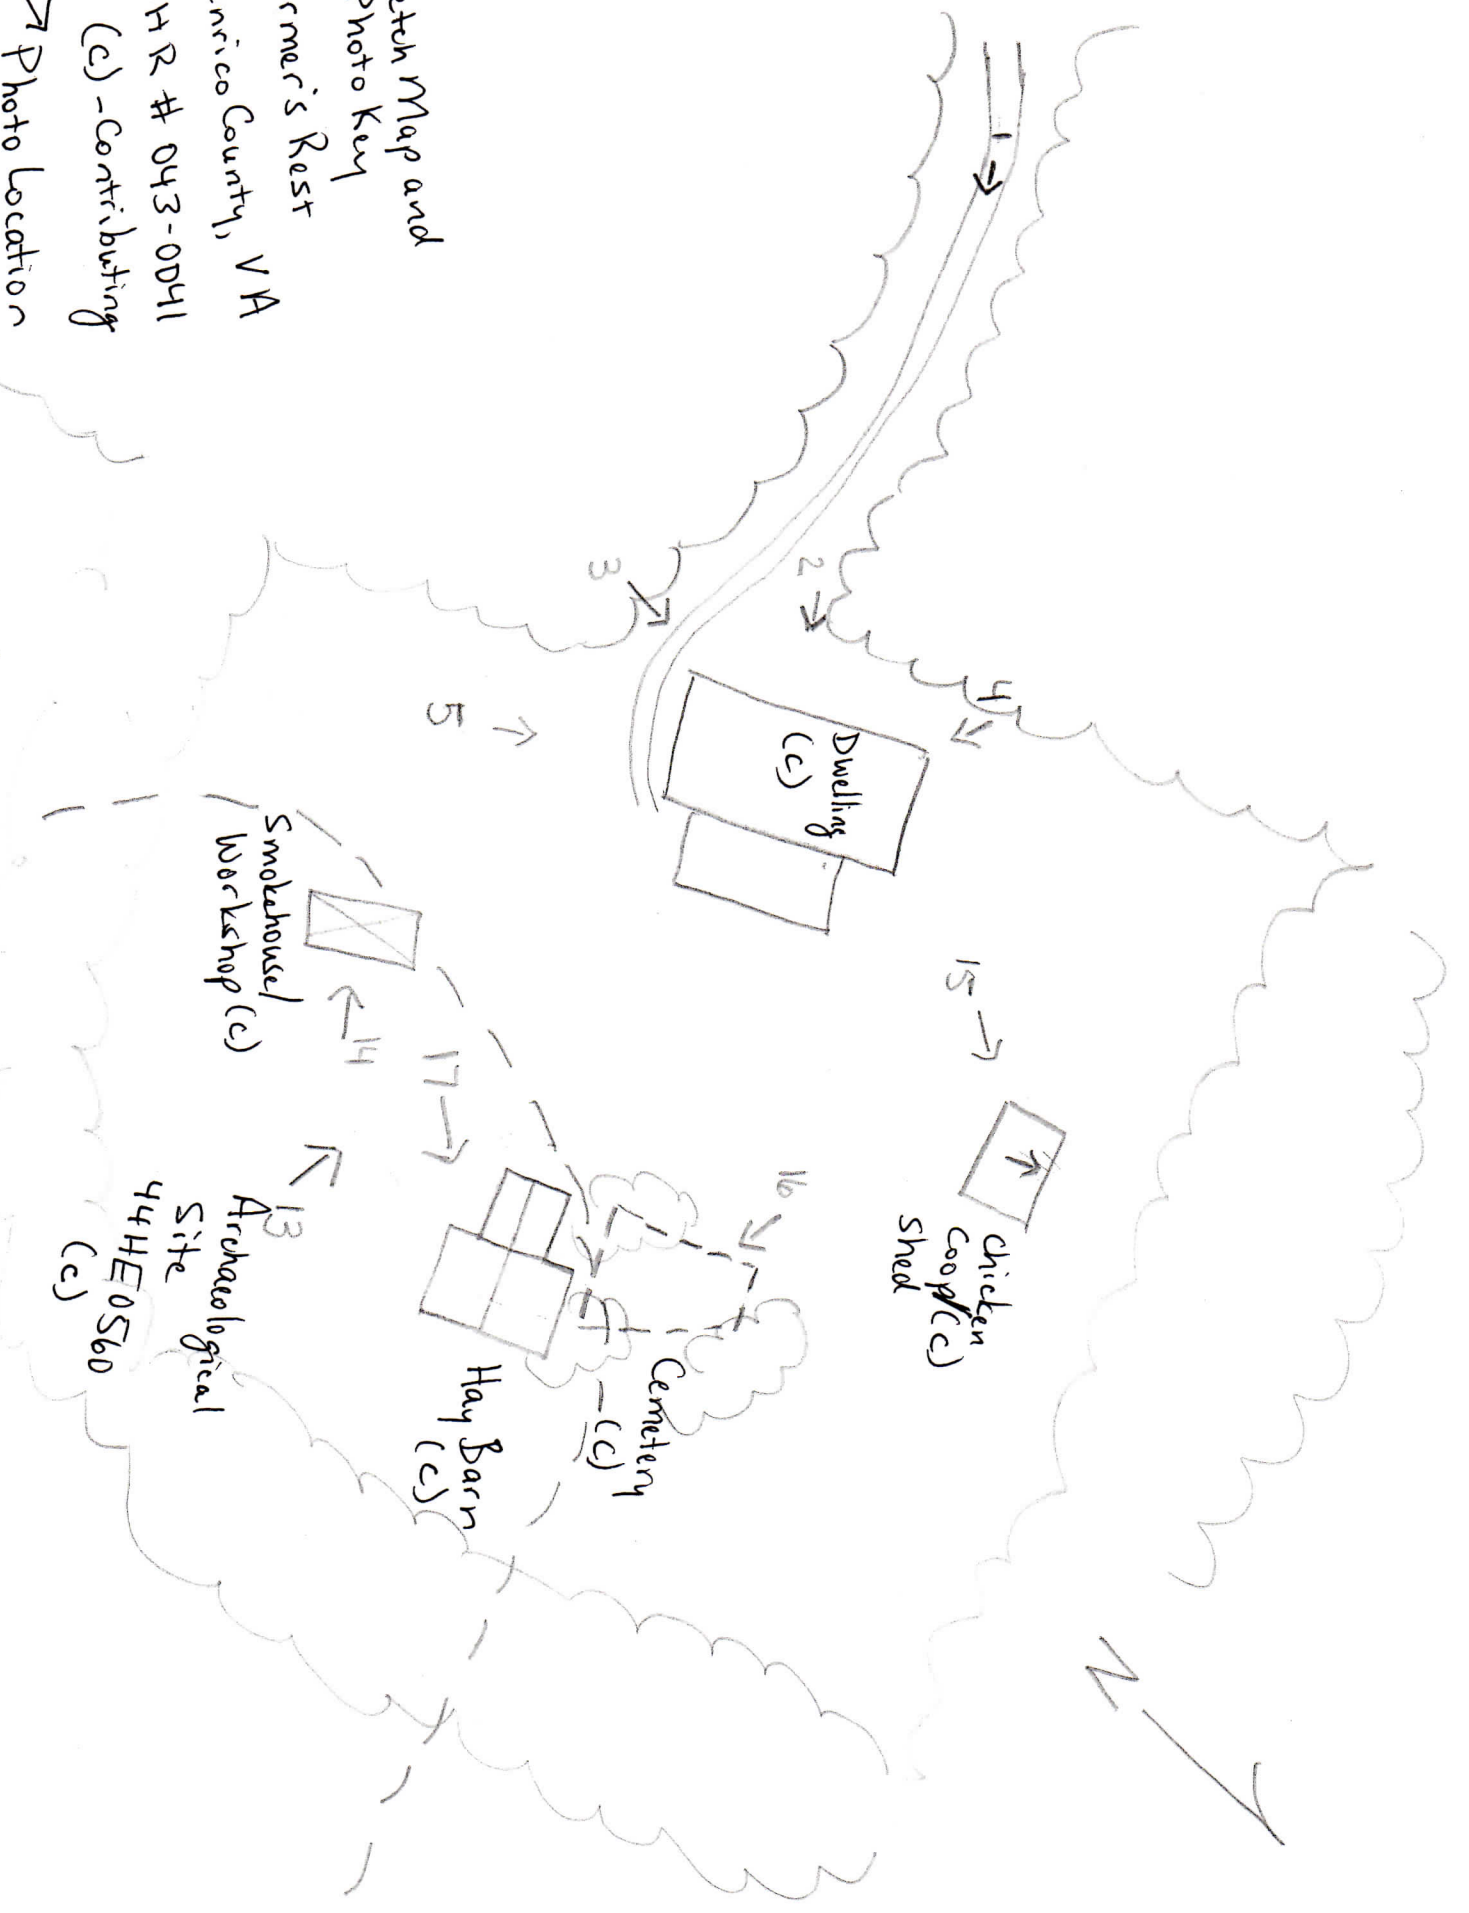 etch Map and
hoto Key
rmer's Rest
nrico County, VA
HR # 043-0041
(c) - Contributing
↗ Photo Location
1
2
3
4
5
Dwelling
(c)
Smokehouse/
Workshop (c)
14
17
13
15
16
Chicken
Coop/(c)
Shed
Cemetery
-(c)
Hay Barn
(c)
Archaeological
Site
44HE0560
(c)
N